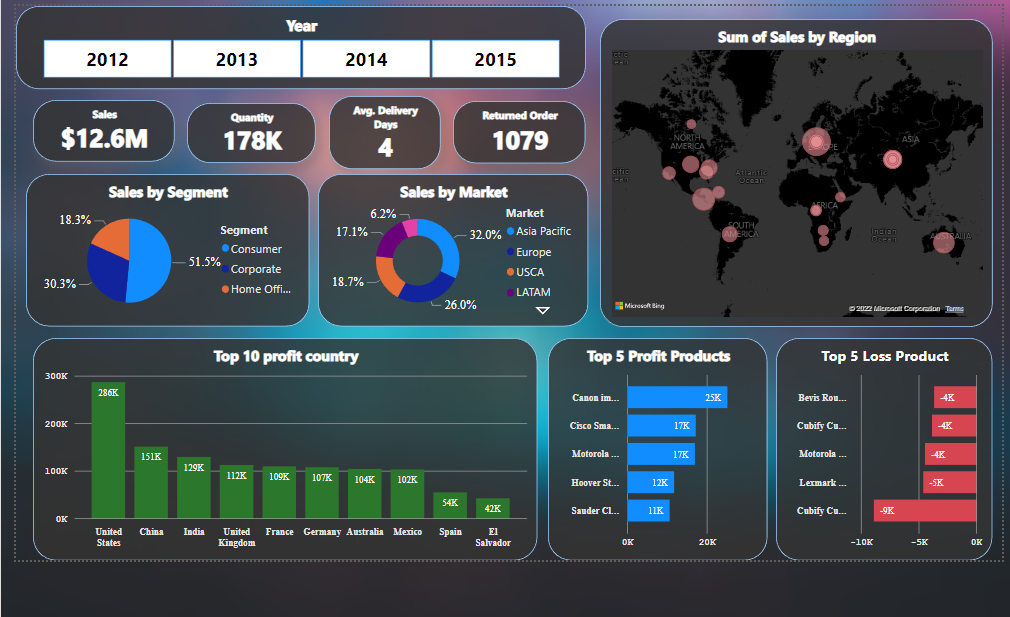 Year
2012
2013
2014
2015
Sales
$12.6M
Quantity
178K
Avg. Delivery
Days
4
Returned Order
1079
Sales by Segment
18.3%
30.3%
51.5%
Segment
Consumer
Corporate
Home Offi...
Sales by Market
6.2%
17.1%
18.7%
32.0%
26.0%
Market
Asia Pacific
Europe
USCA
LATAM
Sum of Sales by Region
NORTH
AMERICA
Atlantic
Ocean
ASIA
AFRICA
SOUTH
AMERICA
Indian
Ocean
AUSTRALIA
Microsoft Bing
© 2022 Microsoft Corporation Terms
Top 10 profit country
300K
200K
100K
0K
286K
151K
129K
112K
109K
107K
104K
102K
54K
42K
United
States
China
India
United
Kingdom
France
Germany
Australia
Mexico
Spain
El
Salvador
Top 5 Profit Products
Canon im... 25K
Cisco Sma... 17K
Motorola ... 17K
Hoover St... 12K
Sauder Cl... 11K
0K 20K
Top 5 Loss Product
Bevis Rou... -4K
Cubify Cu... -4K
Motorola ... -4K
Lexmark ... -5K
Cubify Cu... -9K
-10K -5K 0K